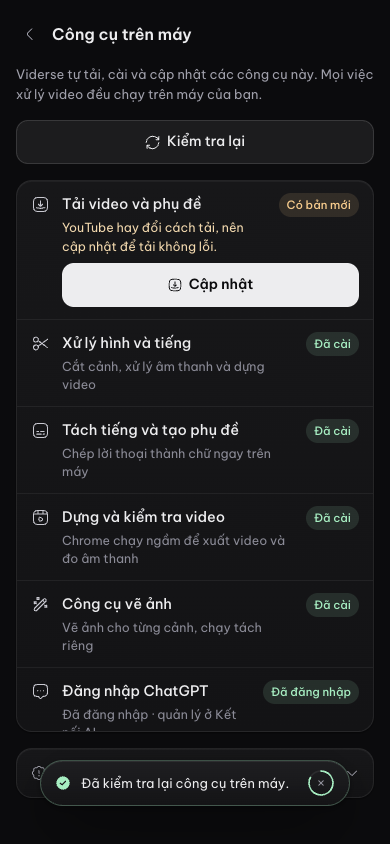 Công cụ trên máy
Viderse tự tải, cài và cập nhật các công cụ này. Mọi việc
xử lý video đều chạy trên máy của bạn.
Kiểm tra lại
Tải video và phụ đề
Có bản mới
YouTube hay đổi cách tải, nên
cập nhật để tải không lỗi.
Cập nhật
Xử lý hình và tiếng
Đã cài
Cắt cảnh, xử lý âm thanh và dựng
video
Tách tiếng và tạo phụ đề
Đã cài
Chép lời thoại thành chữ ngay trên
máy
Dựng và kiểm tra video
Đã cài
Chrome chạy ngầm để xuất video và
đo âm thanh
Công cụ vẽ ảnh
Đã cài
Vẽ ảnh cho từng cảnh, chạy tách
riêng
Đăng nhập ChatGPT
Đã đăng nhập
Đã đăng nhập · quản lý ở Kết
nối AI
Đã kiểm tra lại công cụ trên máy.